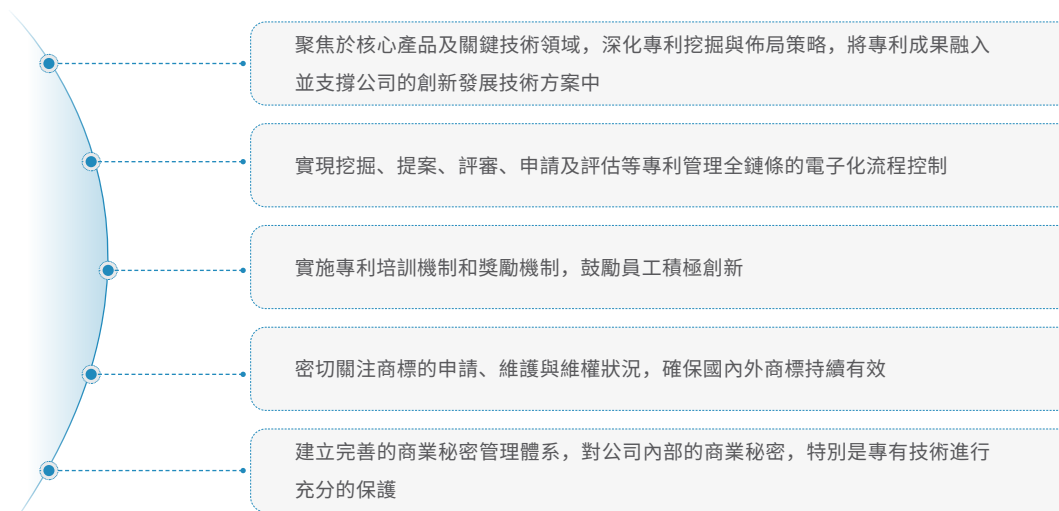 聚焦於核心產品及關鍵技術領域，深化專利挖掘與佈局策略，將專利成果融入
並支撐公司的創新發展技術方案中
實現挖掘、提案、評審、申請及評估等專利管理全鏈條的電子化流程控制
實施專利培訓機制和獎勵機制，鼓勵員工積極創新
密切關注商標的申請、維護與維權狀況，確保國內外商標持續有效
建立完善的商業秘密管理體系，對公司內部的商業秘密，特別是專有技術進行
充分的保護